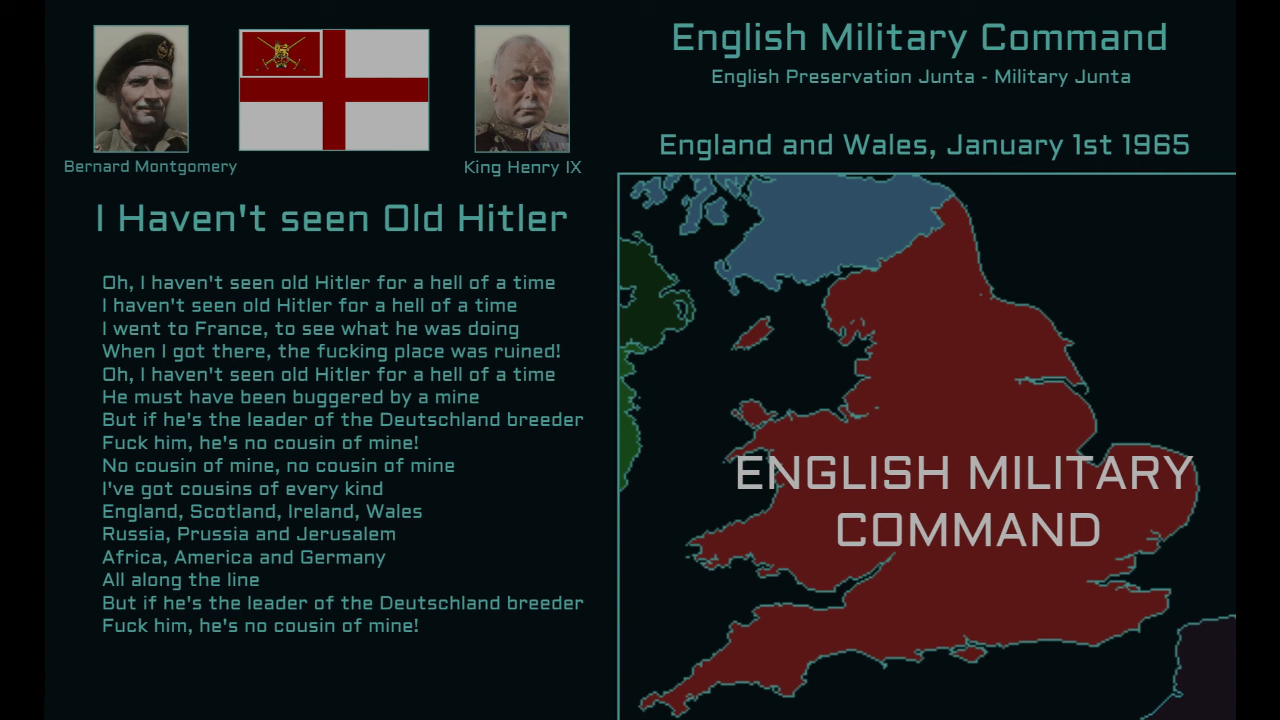 Bernard Montgomery
King Henry IX
I Haven't seen Old Hitler
Oh, I haven't seen old Hitler for a hell of a time
I haven't seen old Hitler for a hell of a time
I went to France, to see what he was doing
When I got there, the fucking place was ruined!
Oh, I haven't seen old Hitler for a hell of a time
He must have been buggered by a mine
But if he's the leader of the Deutschland breeder
Fuck him, he's no cousin of mine!
No cousin of mine, no cousin of mine
I've got cousins of every kind
England, Scotland, Ireland, Wales
Russia, Prussia and Jerusalem
Africa, America and Germany
All along the line
But if he's the leader of the Deutschland breeder
Fuck him, he's no cousin of mine!
English Military Command
English Preservation Junta - Military Junta
England and Wales, January 1st 1965
ENGLISH MILITARY
COMMAND